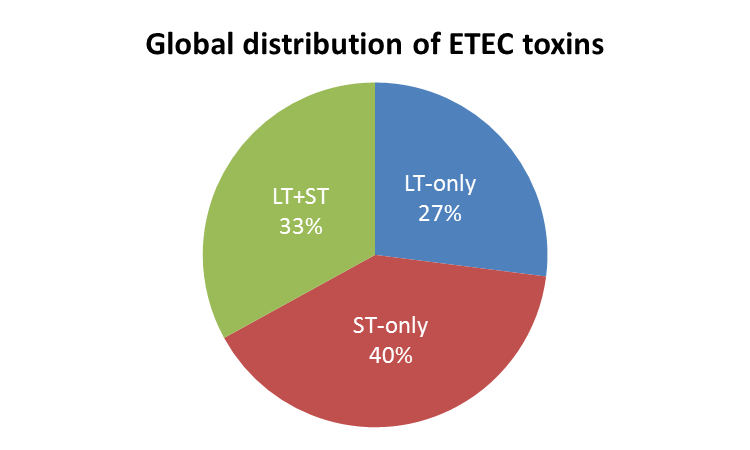 Global distribution of ETEC toxins
LT-only
27%
ST-only
40%
LT+ST
33%